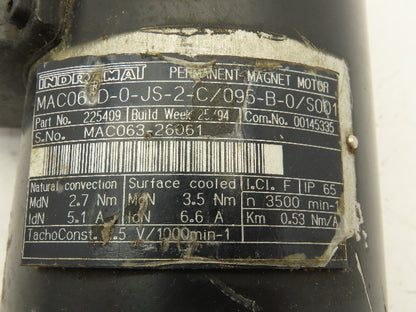 INDRAMAT PERMANENT-MAGNET MOTOR
MAC063D-0-JS-2-C/095-B-0/S001
Part No. 225409 Build Week 25/94 Com.No. 00145335
S.No. MAC063-26061
Natural convection Surface cooled I.Cl. F IP 65
MdN 2.7 Nm MdN 3.5 Nm n 3500 min-1
IdN 5.1 A IdN 6.6 A Km 0.53 Nm/A
TachoConst. V/1000min-1